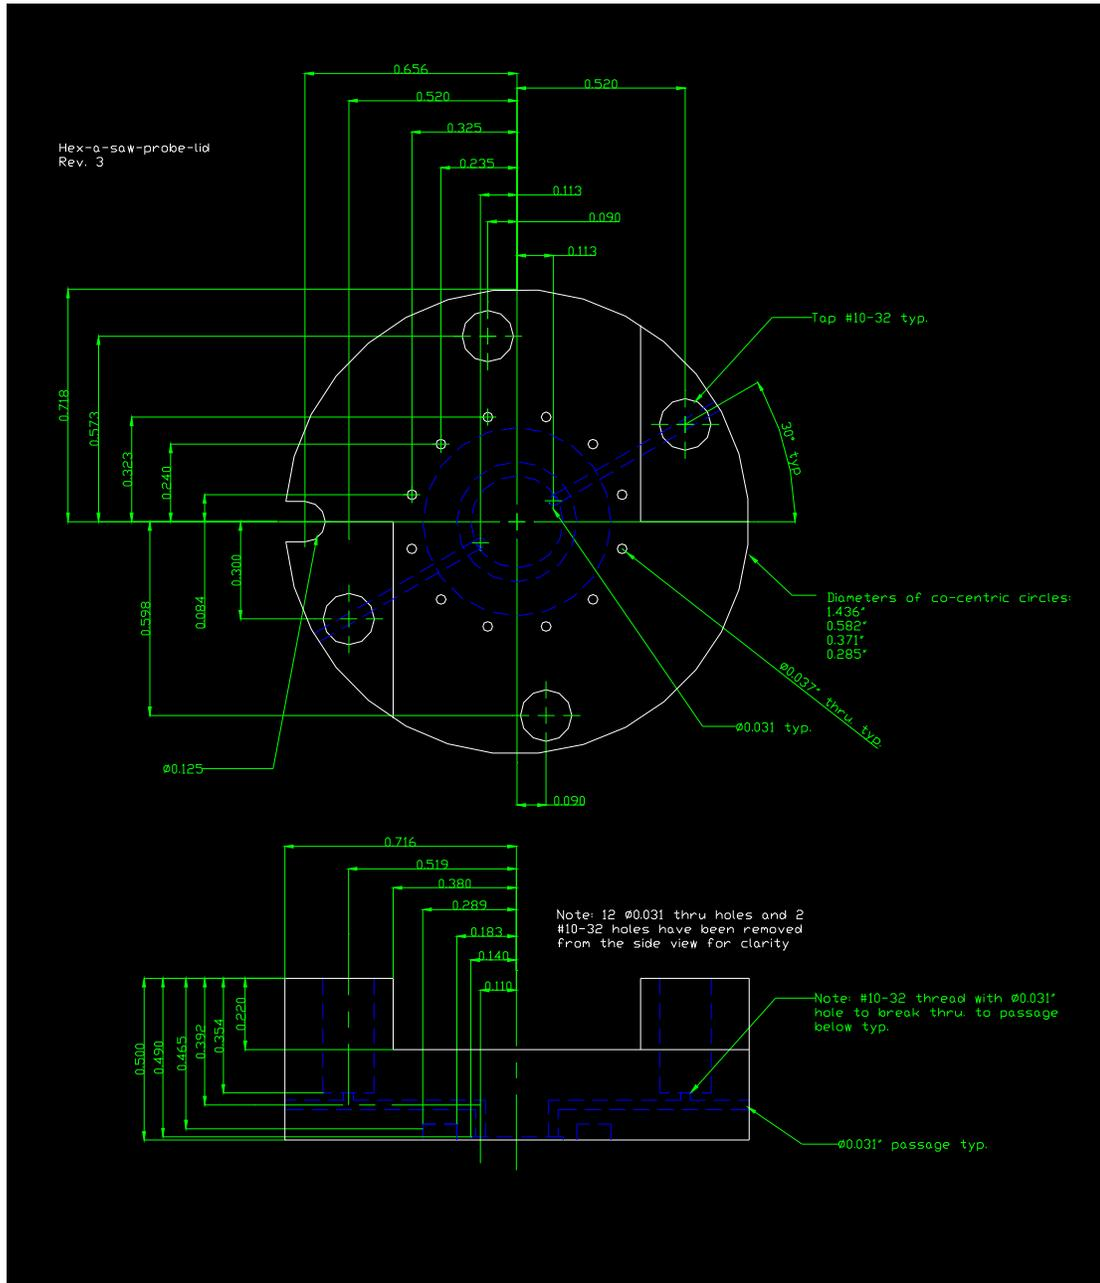 0.656
0.520
0.520
0.325
Hex-a-saw-probe-lid
Rev. 3
0.235
0.113
0.090
0.113
Tap #10-32 typ.
0.718
0.573
0.323
0.240
30° typ
0.300
0.084
0.598
Diameters of co-centric circles:
1.436"
0.582"
0.371"
0.285"
Ø0.037" thru. typ.
Ø0.031 typ.
Ø0.125
0.090
0.716
0.519
0.380
0.289
0.183
0.140
0.110
Note: 12 Ø0.031 thru holes and 2
#10-32 holes have been removed
from the side view for clarity
0.500
0.490
0.465
0.392
0.354
0.220
Note: #10-32 thread with Ø0.031"
hole to break thru. to passage
below typ.
Ø0.031" passage typ.